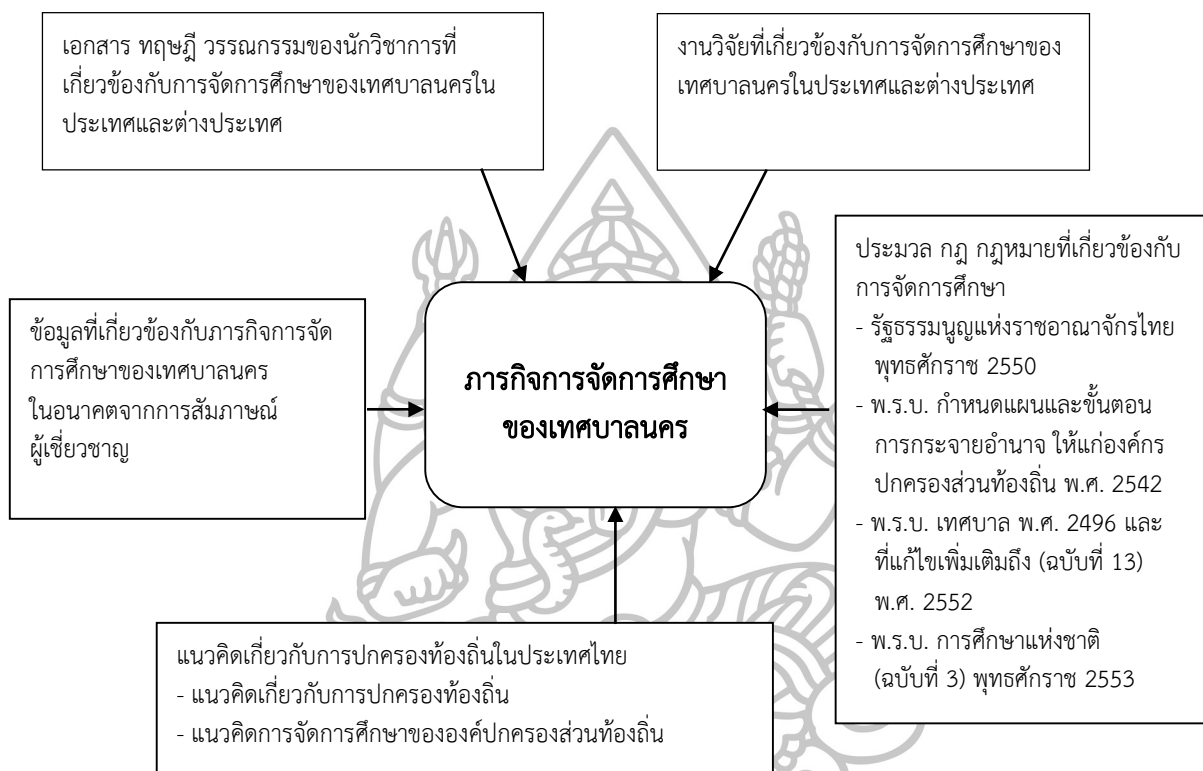 เอกสาร ทฤษฎี วรรณกรรมของนักวิชาการที่
เกี่ยวข้องกับการจัดการศึกษาของเทศบาลนครใน
ประเทศและต่างประเทศ
งานวิจัยที่เกี่ยวข้องกับการจัดการศึกษาของ
เทศบาลนครในประเทศและต่างประเทศ
ข้อมูลที่เกี่ยวข้องกับภารกิจการจัด
การศึกษาของเทศบาลนคร
ในอนาคตจากการสัมภาษณ์
ผู้เชี่ยวชาญ
ภารกิจการจัดการศึกษา
ของเทศบาลนคร
ประมวล กฎ กฎหมายที่เกี่ยวข้องกับ
การจัดการศึกษา
- รัฐธรรมนูญแห่งราชอาณาจักรไทย
พุทธศักราช 2550
- พ.ร.บ. กำหนดแผนและขั้นตอน
การกระจายอำนาจ ให้แก่องค์กร
ปกครองส่วนท้องถิ่น พ.ศ. 2542
- พ.ร.บ. เทศบาล พ.ศ. 2496 และ
ที่แก้ไขเพิ่มเติมถึง (ฉบับที่ 13)
พ.ศ. 2552
- พ.ร.บ. การศึกษาแห่งชาติ
(ฉบับที่ 3) พุทธศักราช 2553
แนวคิดเกี่ยวกับการปกครองท้องถิ่นในประเทศไทย
- แนวคิดเกี่ยวกับการปกครองท้องถิ่น
- แนวคิดการจัดการศึกษาขององค์ปกครองส่วนท้องถิ่น